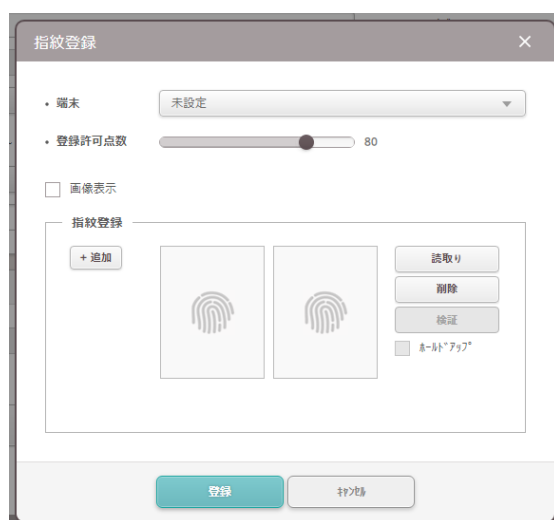 指紋登録
• 端末
未設定
• 登録許可点数
80
画像表示
指紋登録
+ 追加
読取り
削除
検証
ﾎｰﾙﾄﾞｱｯﾌﾟ
登録
ｷｬﾝｾﾙ